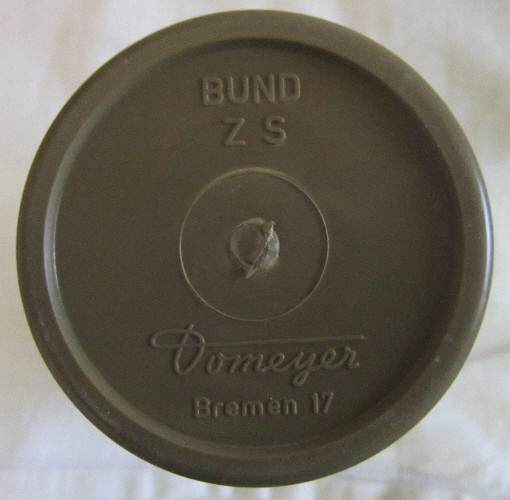 BUND
Z S
Domeyer
Bremen 17